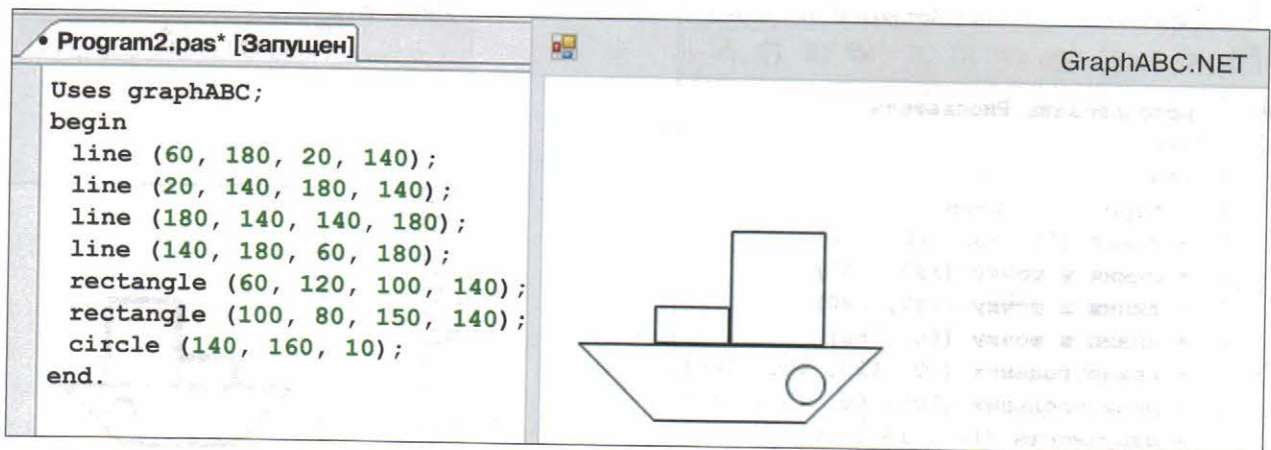 • Program2.pas* [Запущен]
GraphABC.NET
Uses graphABC;
begin
line (60, 180, 20, 140);
line (20, 140, 180, 140);
line (180, 140, 140, 180);
line (140, 180, 60, 180);
rectangle (60, 120, 100, 140);
rectangle (100, 80, 150, 140);
circle (140, 160, 10);
end.